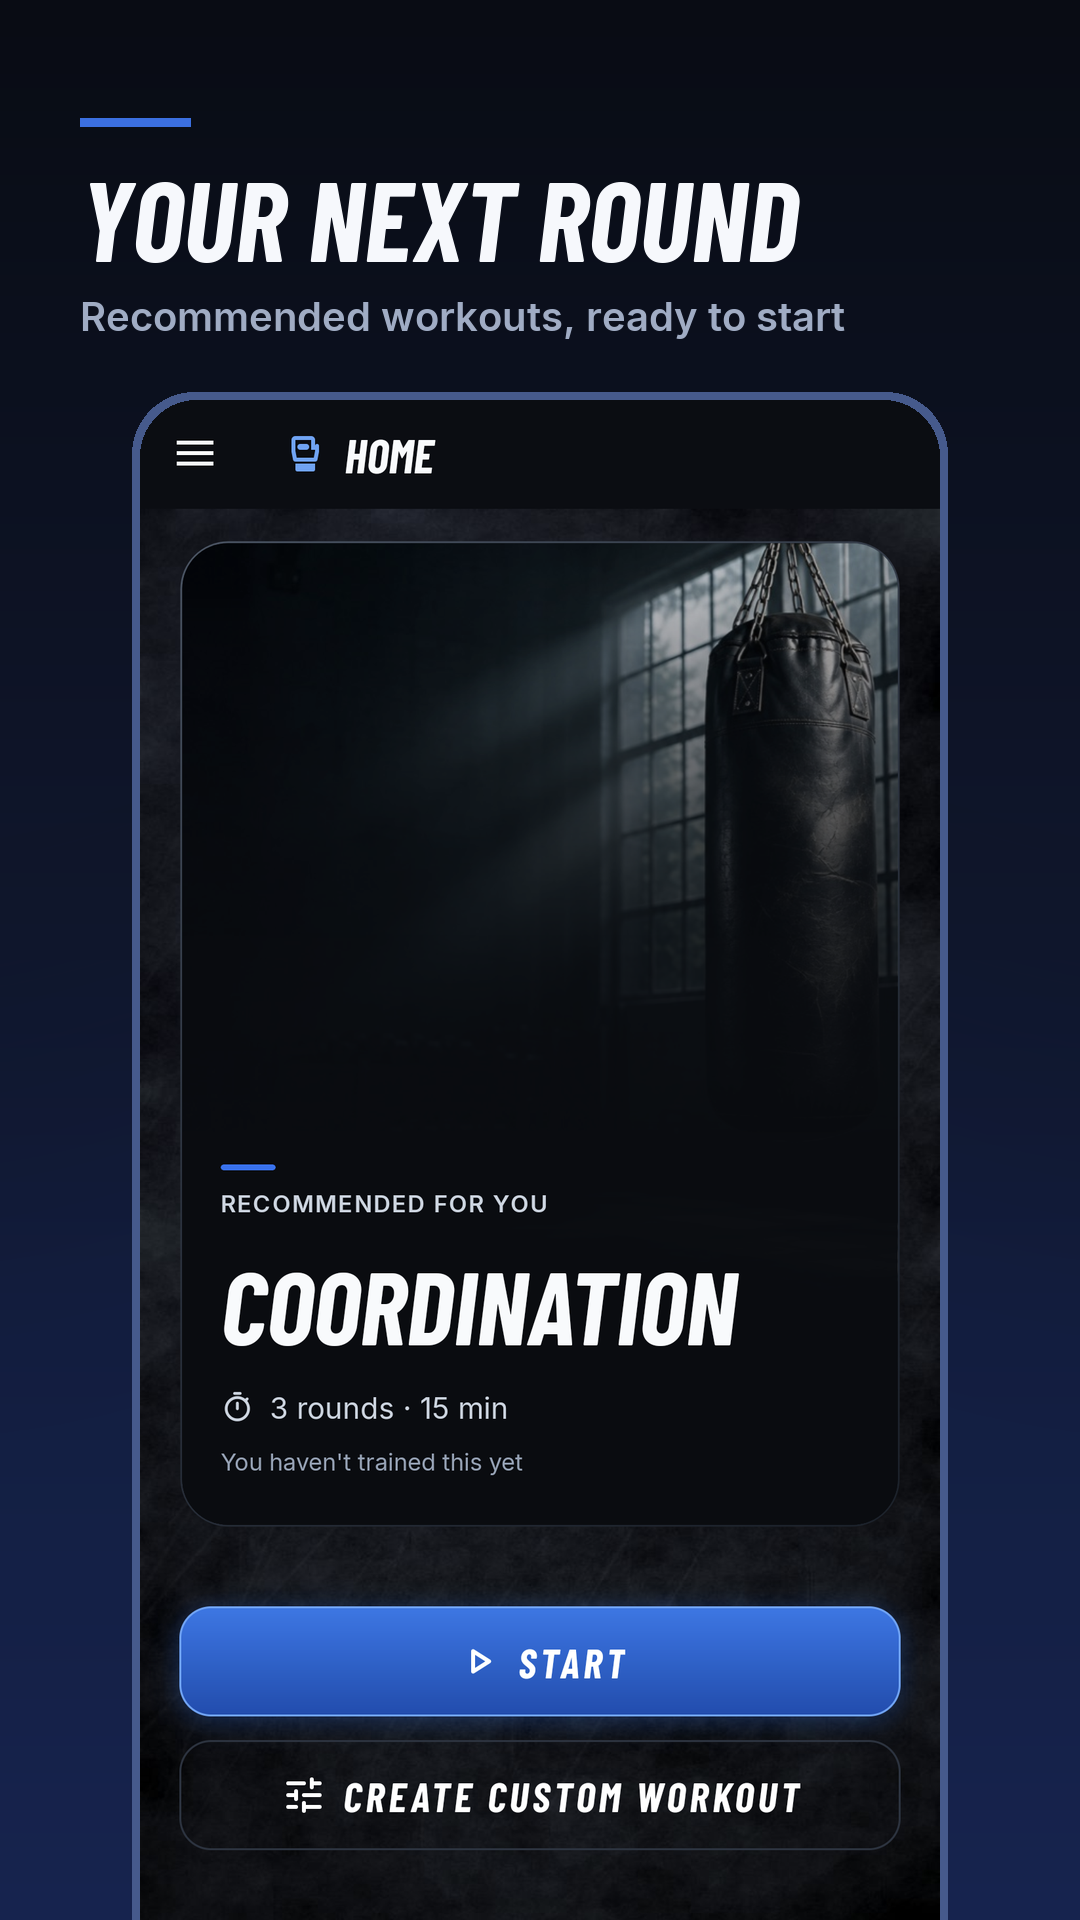 YOUR NEXT ROUND
Recommended workouts, ready to start
HOME
RECOMMENDED FOR YOU
COORDINATION
3 rounds · 15 min
You haven't trained this yet
START
CREATE CUSTOM WORKOUT